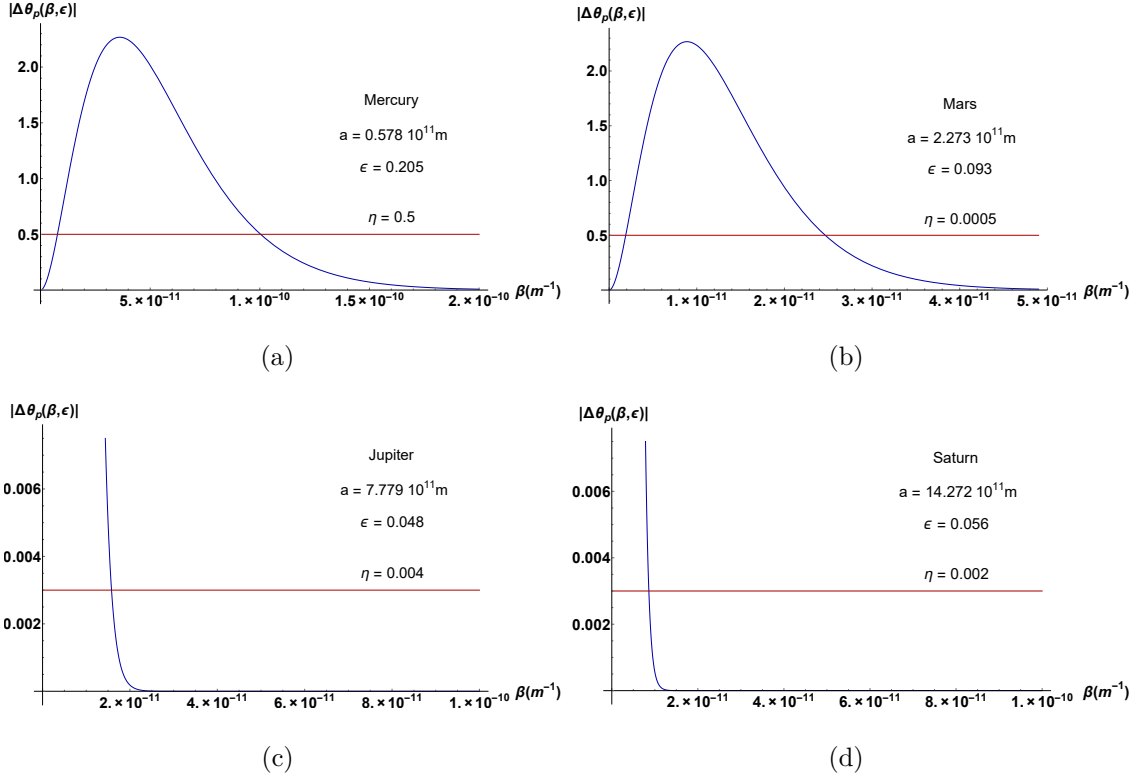 |Δθp(β,ϵ)|
2.0
1.5
1.0
0.5
Mercury
a = 0.578 10¹¹m
ϵ = 0.205
η = 0.5
5.×10⁻¹¹ 1.×10⁻¹⁰ 1.5×10⁻¹⁰ 2.×10⁻¹⁰ β(m⁻¹)
(a)
|Δθp(β,ϵ)|
2.0
1.5
1.0
0.5
Mars
a = 2.273 10¹¹m
ϵ = 0.093
η = 0.0005
1.×10⁻¹¹ 2.×10⁻¹¹ 3.×10⁻¹¹ 4.×10⁻¹¹ 5.×10⁻¹¹ β(m⁻¹)
(b)
|Δθp(β,ϵ)|
0.006
0.004
0.002
Jupiter
a = 7.779 10¹¹m
ϵ = 0.048
η = 0.004
2.×10⁻¹¹ 4.×10⁻¹¹ 6.×10⁻¹¹ 8.×10⁻¹¹ 1.×10⁻¹⁰ β(m⁻¹)
(c)
|Δθp(β,ϵ)|
0.006
0.004
0.002
Saturn
a = 14.272 10¹¹m
ϵ = 0.056
η = 0.002
2.×10⁻¹¹ 4.×10⁻¹¹ 6.×10⁻¹¹ 8.×10⁻¹¹ 1.×10⁻¹⁰ β(m⁻¹)
(d)